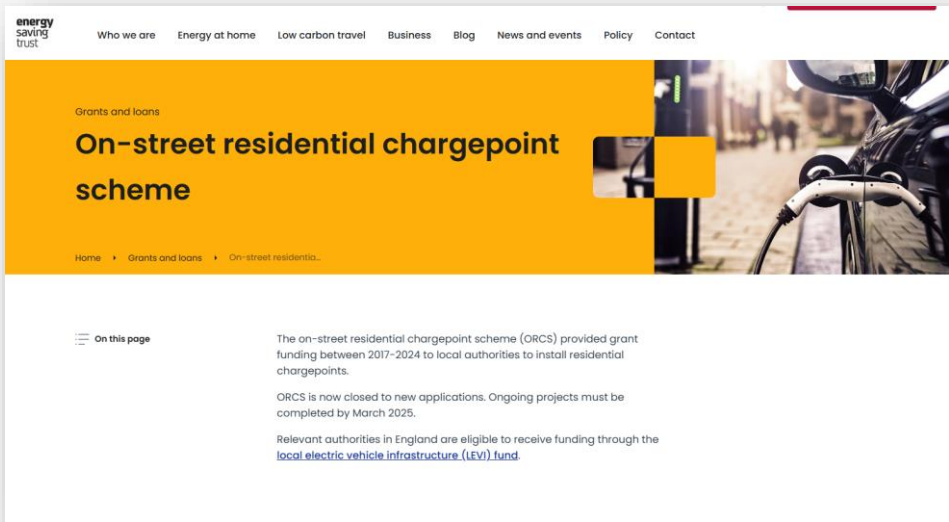 energy
saving
trust
Who we are Energy at home Low carbon travel Business Blog News and events Policy Contact
Grants and loans
On-street residential chargepoint
scheme
Home Grants and loans On-street residentia...
On this page
The on-street residential chargepoint scheme (ORCS) provided grant
funding between 2017-2024 to local authorities to install residential
chargepoints.
ORCS is now closed to new applications. Ongoing projects must be
completed by March 2025.
Relevant authorities in England are eligible to receive funding through the
local electric vehicle infrastructure (LEVI) fund.